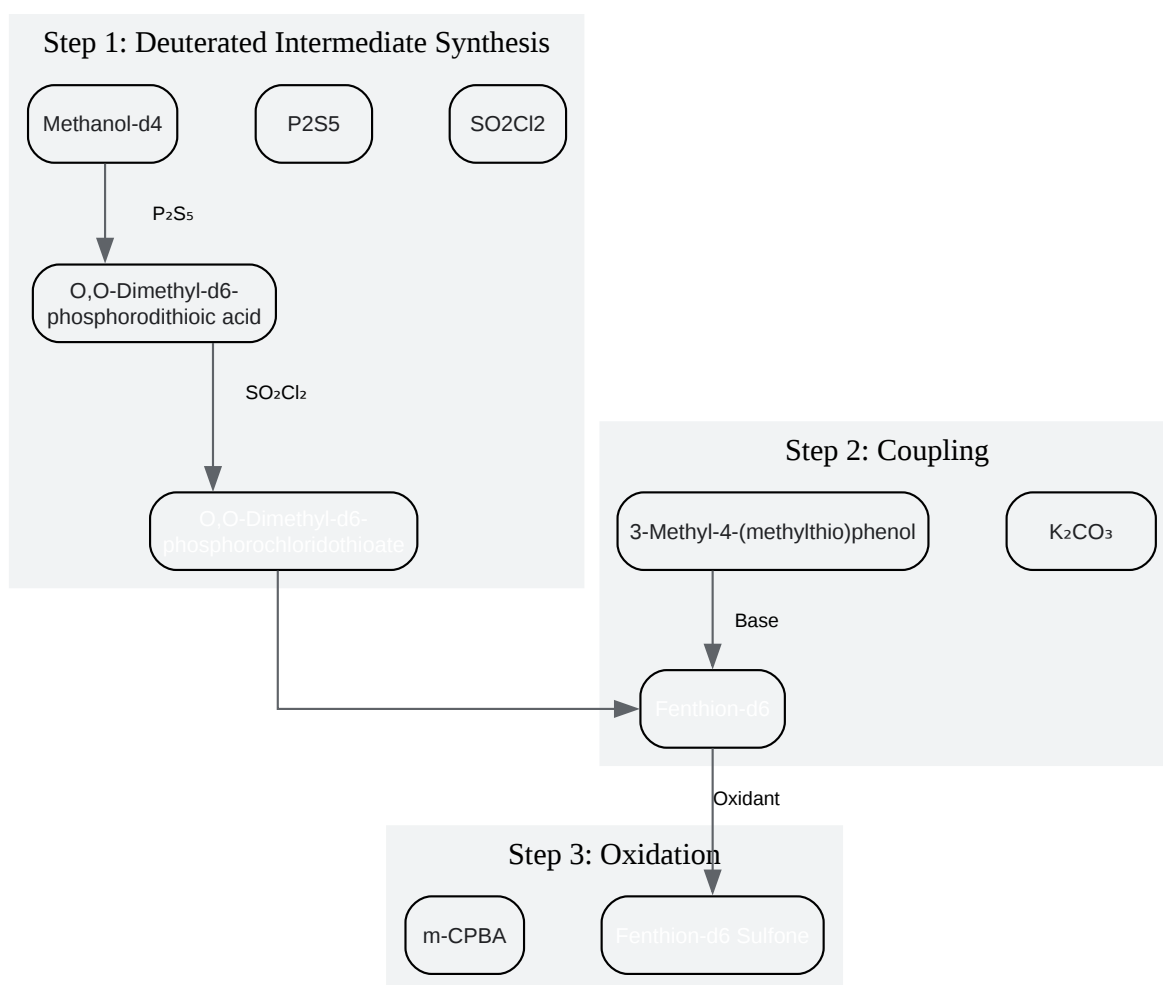 Step 1: Deuterated Intermediate Synthesis
Methanol-d4
P2S5
SO2Cl2
P₂S₅
O,O-Dimethyl-d6-
phosphorodithioic acid
SO₂Cl₂
O,O-Dimethyl-d6-
phosphorochloridothioate
Step 2: Coupling
3-Methyl-4-(methylthio)phenol
K₂CO₃
Base
Fenthion-d6
Oxidant
Step 3: Oxidation
m-CPBA
Fenthion-d6 Sulfone